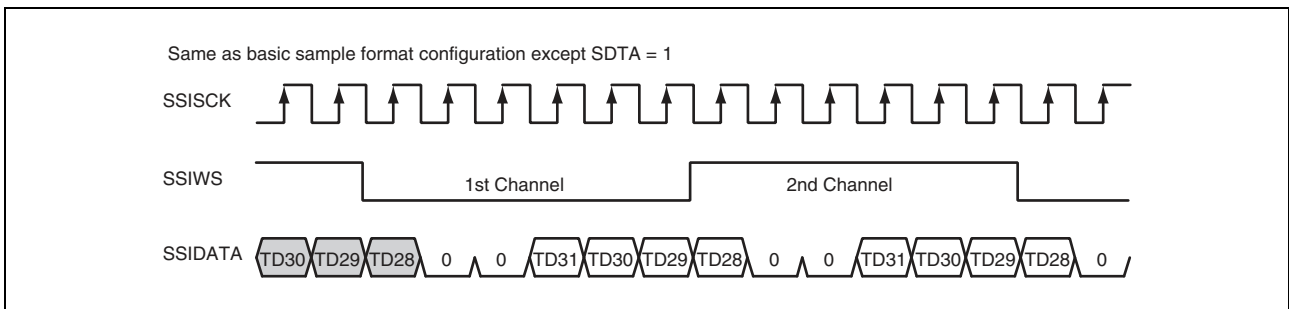 Same as basic sample format configuration except SDTA = 1
SSISCK
SSIWS 1st Channel 2nd Channel
SSIDATA TD30 TD29 TD28 0 0 TD31 TD30 TD29 TD28 0 0 TD31 TD30 TD29 TD28 0